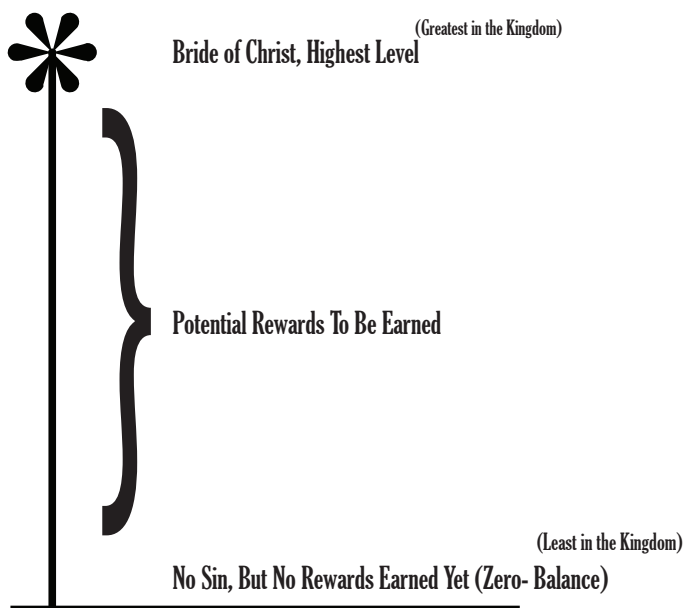 (Greatest in the Kingdom)
Bride of Christ, Highest Level
Potential Rewards To Be Earned
(Least in the Kingdom)
No Sin, But No Rewards Earned Yet (Zero- Balance)